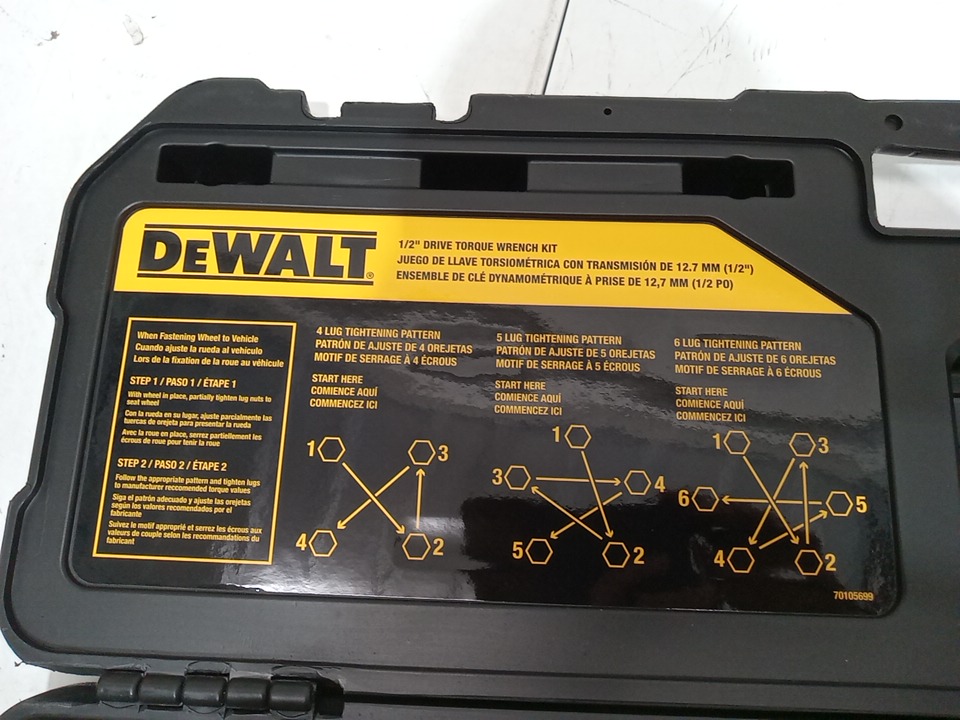 DEWALT®
1/2" DRIVE TORQUE WRENCH KIT
JUEGO DE LLAVE TORSIOMÉTRICA CON TRANSMISIÓN DE 12.7 MM (1/2")
ENSEMBLE DE CLÉ DYNAMOMÉTRIQUE À PRISE DE 12,7 MM (1/2 PO)
When Fastening Wheel to Vehicle
Cuando ajuste la rueda al vehículo
Lors de la fixation de la roue au véhicule
STEP 1 / PASO 1 / ÉTAPE 1
With wheel in place, partially tighten lug nuts to
seat wheel
Con la rueda en su lugar, ajuste parcialmente las
tuercas de orejeta para presentar la rueda
Avec la roue en place, serrez partiellement les
écrous de roue pour tenir la roue
STEP 2 / PASO 2 / ÉTAPE 2
Follow the appropriate pattern and tighten lugs
to manufacturer reccomended torque values
Siga el patrón adecuado y ajuste las orejetas
según los valores recomendados por el
fabricante
Suivez le motif approprié et serrez les écrous aux
valeurs de couple selon les recommandations du
fabricant
4 LUG TIGHTENING PATTERN
PATRÓN DE AJUSTE DE 4 OREJETAS
MOTIF DE SERRAGE À 4 ÉCROUS
START HERE
COMIENCE AQUÍ
COMMENCEZ ICI
1
3
4
2
5 LUG TIGHTENING PATTERN
PATRÓN DE AJUSTE DE 5 OREJETAS
MOTIF DE SERRAGE À 5 ÉCROUS
START HERE
COMIENCE AQUÍ
COMMENCEZ ICI
1
3
4
5
2
6 LUG TIGHTENING PATTERN
PATRÓN DE AJUSTE DE 6 OREJETAS
MOTIF DE SERRAGE À 6 ÉCROUS
START HERE
COMIENCE AQUÍ
COMMENCEZ ICI
1
3
6
5
4
2
70105699